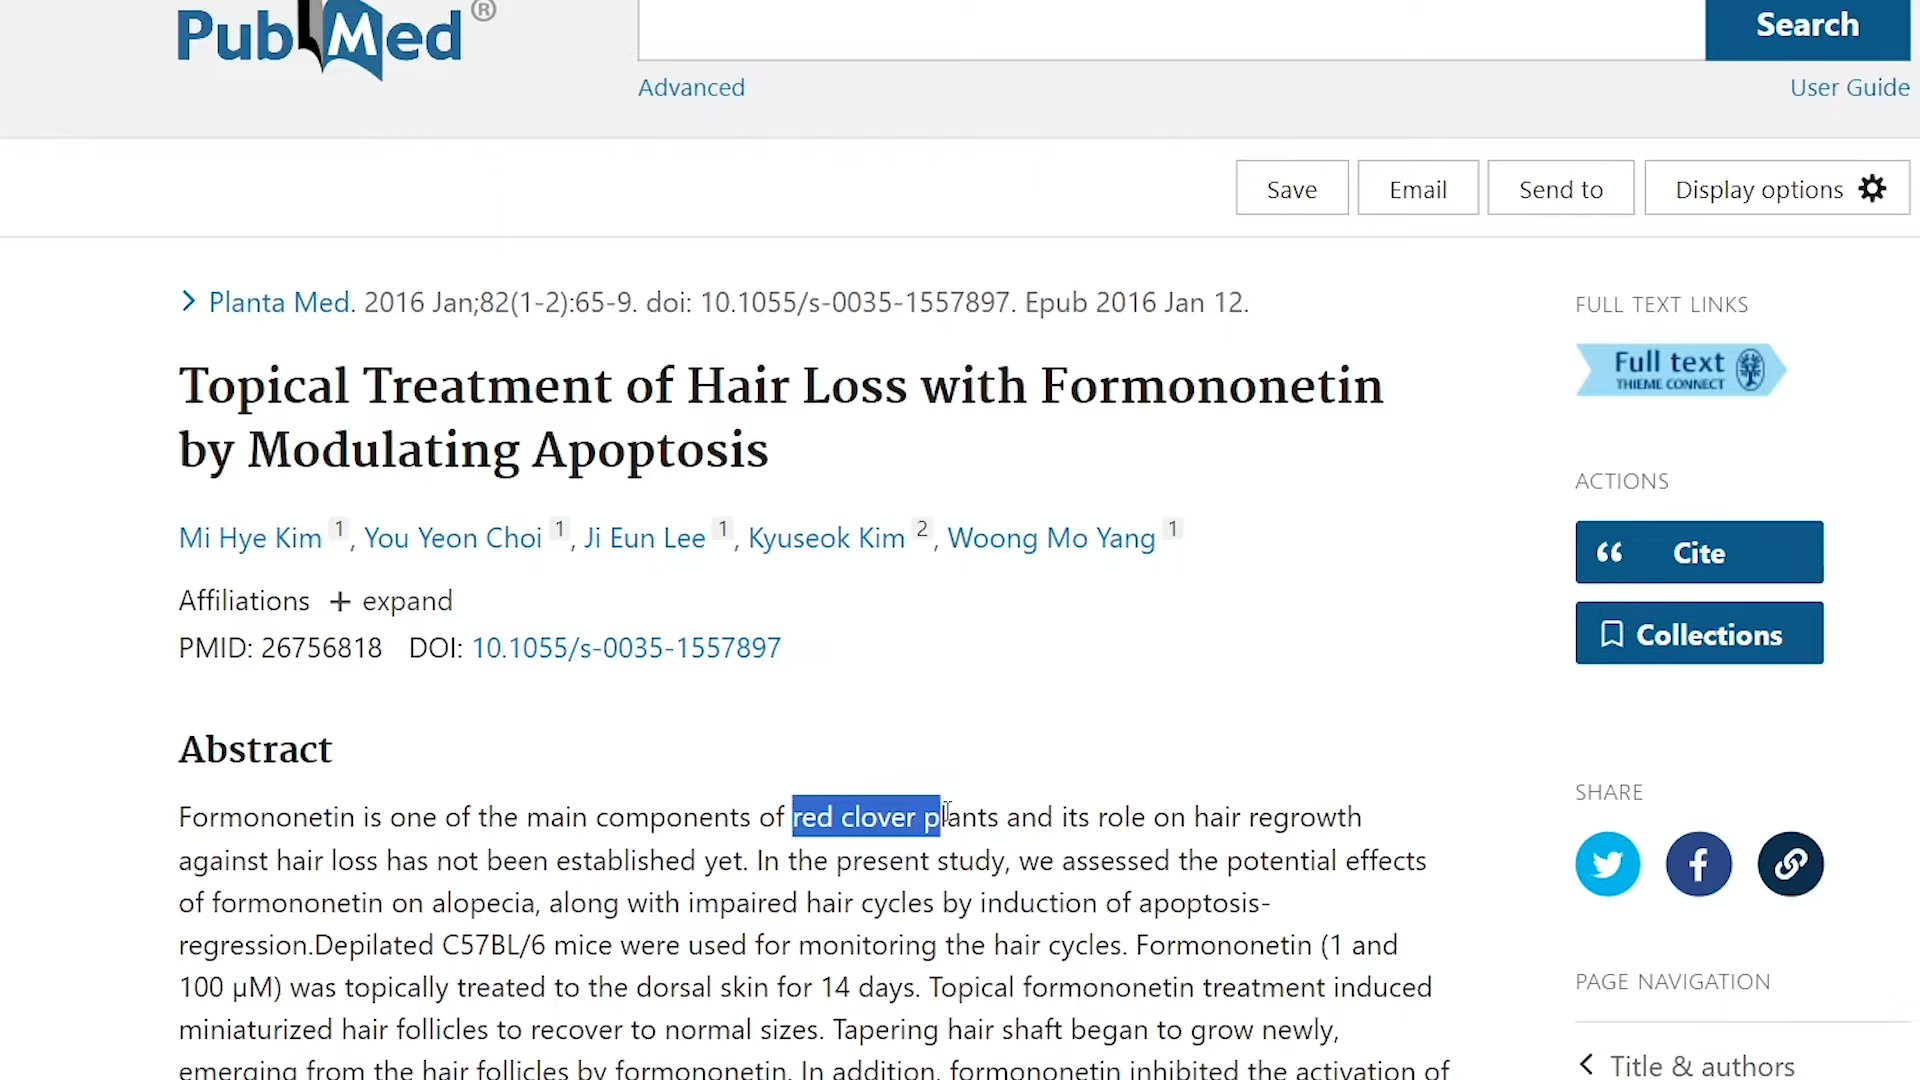 PubMed®
Search
Advanced
User Guide
Save
Email
Send to
Display options
Planta Med. 2016 Jan;82(1-2):65-9. doi: 10.1055/s-0035-1557897. Epub 2016 Jan 12.
Topical Treatment of Hair Loss with Formononetin
by Modulating Apoptosis
Mi Hye Kim 1, You Yeon Choi 1, Ji Eun Lee 1, Kyuseok Kim 2, Woong Mo Yang 1
Affiliations + expand
PMID: 26756818 DOI: 10.1055/s-0035-1557897
Abstract
Formononetin is one of the main components of red clover plants and its role on hair regrowth
against hair loss has not been established yet. In the present study, we assessed the potential effects
of formononetin on alopecia, along with impaired hair cycles by induction of apoptosis-
regression.Depilated C57BL/6 mice were used for monitoring the hair cycles. Formononetin (1 and
100 µM) was topically treated to the dorsal skin for 14 days. Topical formononetin treatment induced
miniaturized hair follicles to recover to normal sizes. Tapering hair shaft began to grow newly,
emerging from the hair follicles by formononetin. In addition, formononetin inhibited the activation of
FULL TEXT LINKS
Full text
THIEME CONNECT
ACTIONS
Cite
Collections
SHARE
PAGE NAVIGATION
Title & authors